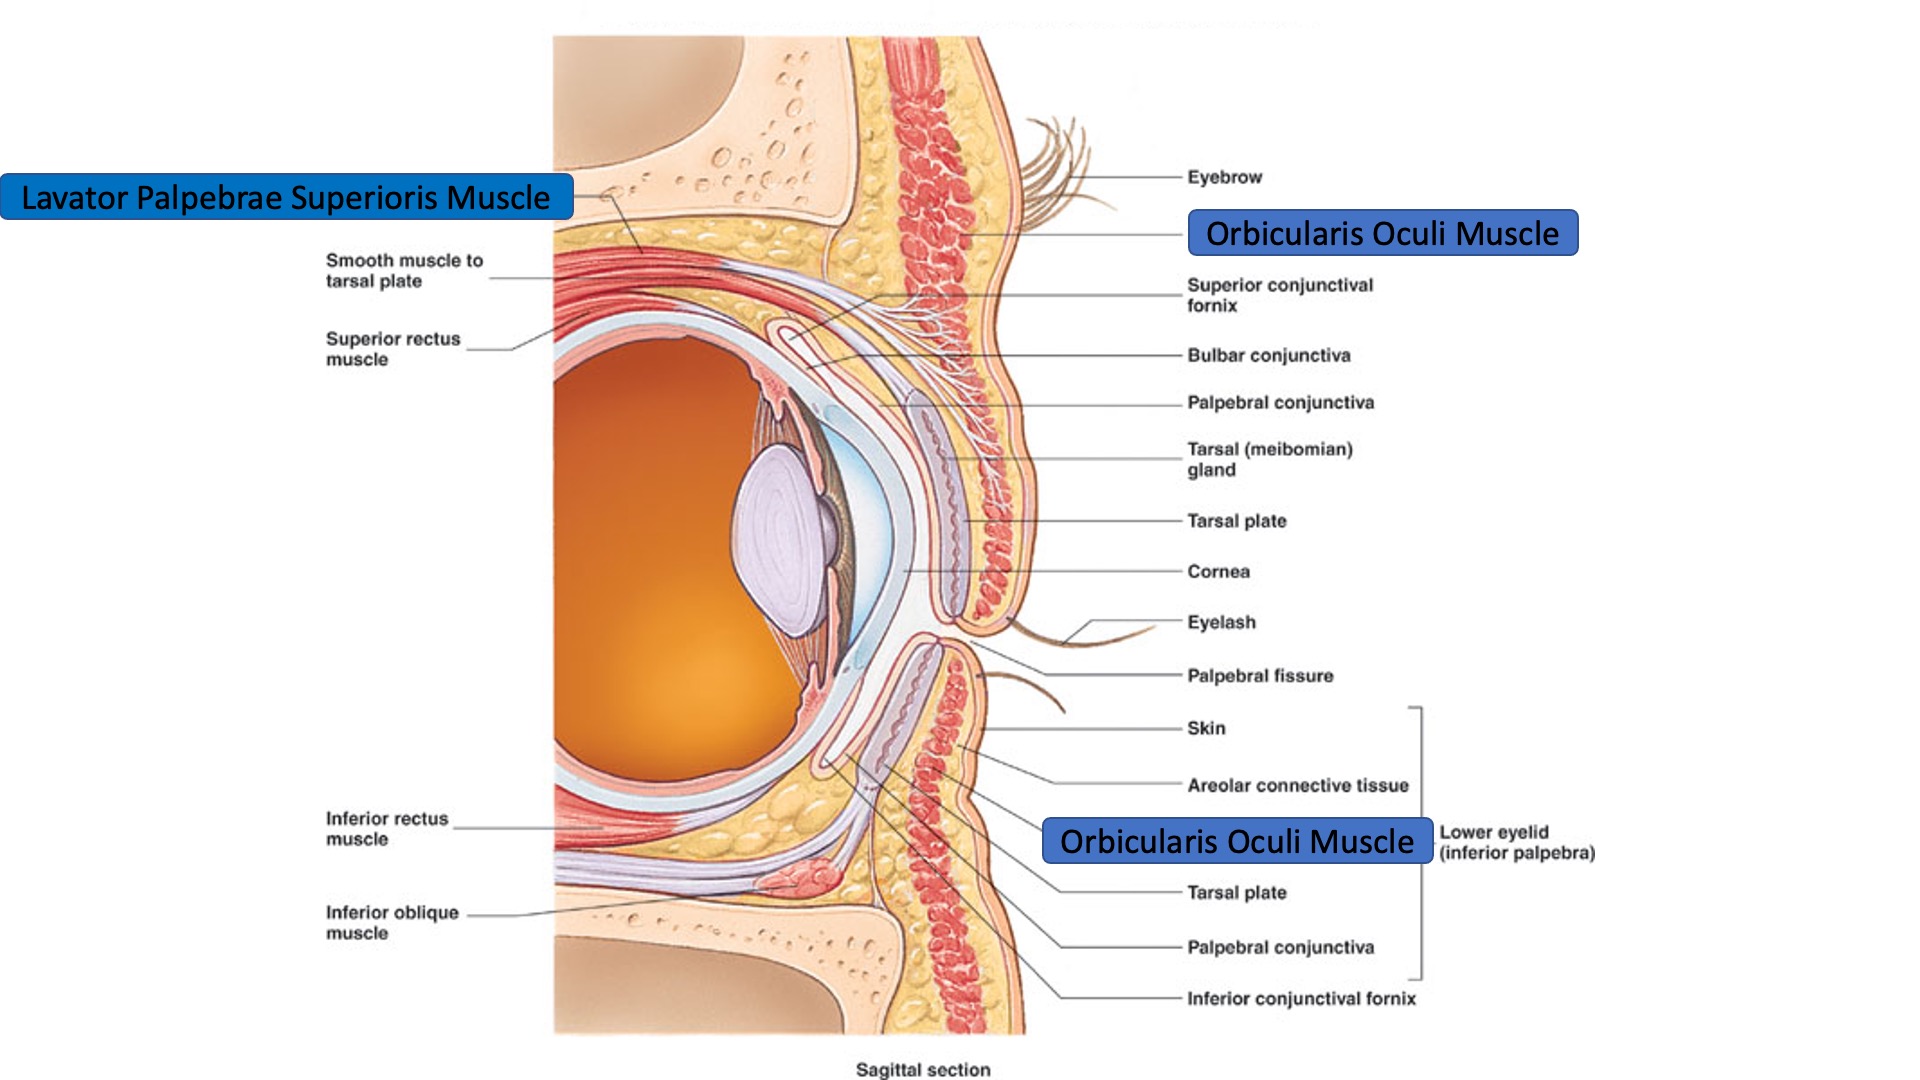 Lavator Palpebrae Superioris Muscle
Smooth muscle to
tarsal plate
Superior rectus
muscle
Inferior rectus
muscle
Inferior oblique
muscle
Eyebrow
Orbicularis Oculi Muscle
Superior conjunctival
fornix
Bulbar conjunctiva
Palpebral conjunctiva
Tarsal (meibomian)
gland
Tarsal plate
Cornea
Eyelash
Palpebral fissure
Skin
Areolar connective tissue
Orbicularis Oculi Muscle
Tarsal plate
Palpebral conjunctiva
Inferior conjunctival fornix
Lower eyelid
(inferior palpebra)
Sagittal section